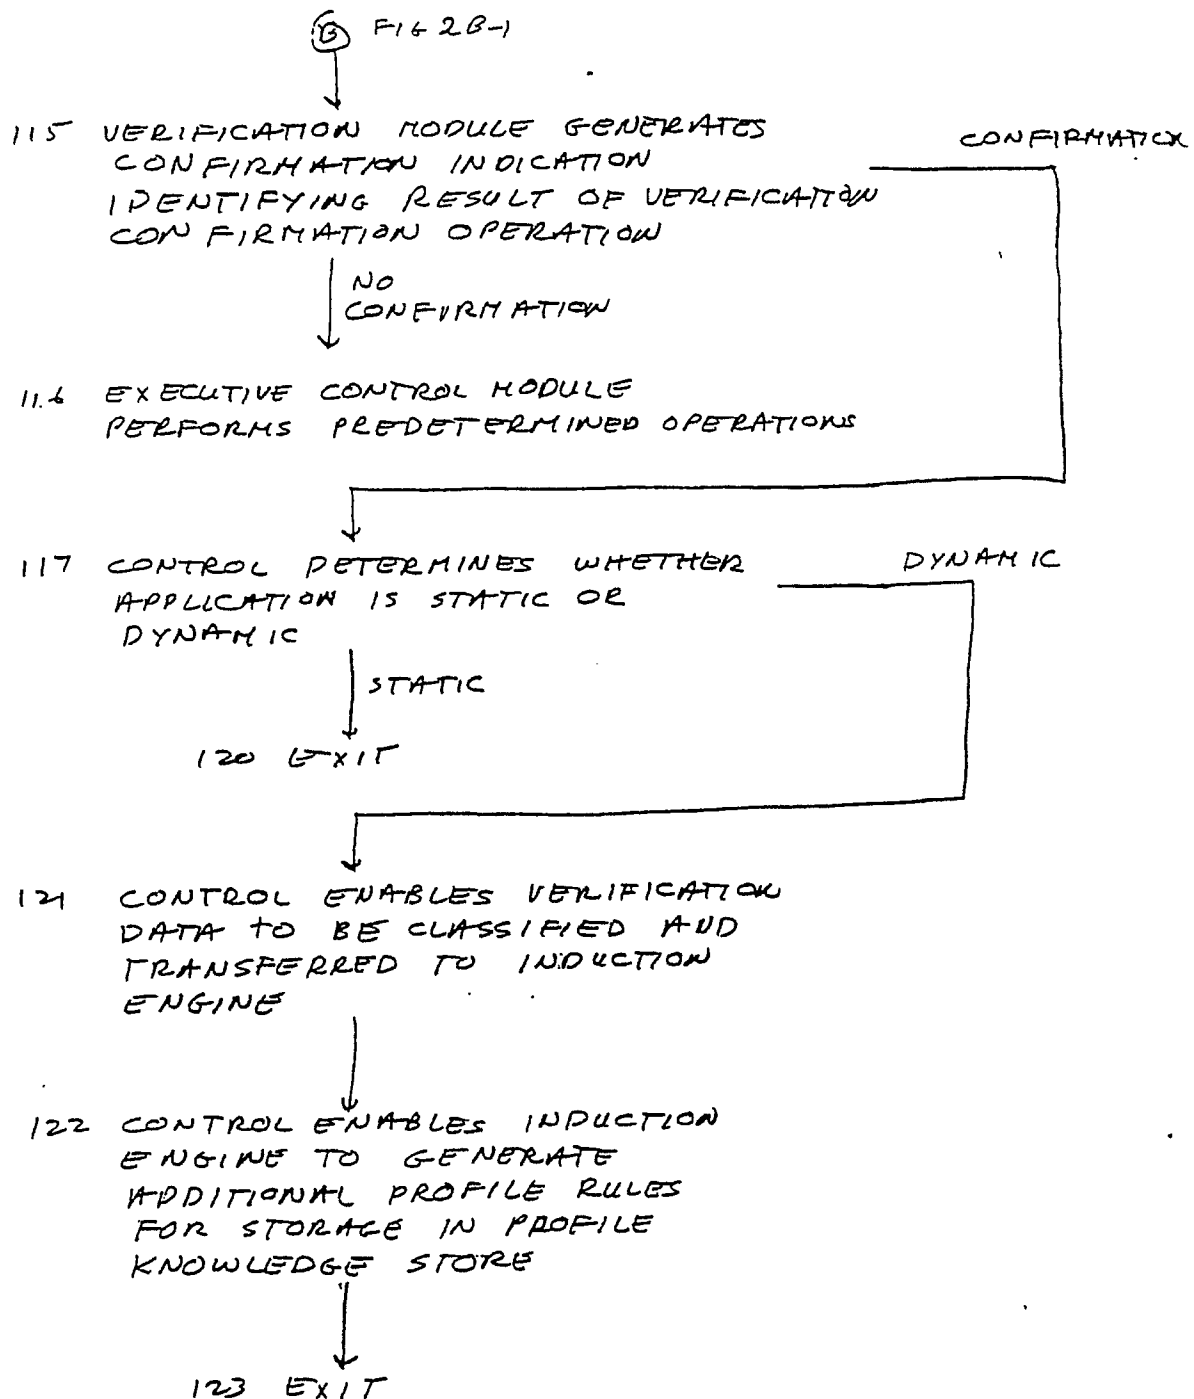 B FIG 2B-1
115 VERIFICATION MODULE GENERATES
CONFIRMATION INDICATION
IDENTIFYING RESULT OF VERIFICATION
CONFIRMATION OPERATION
CONFIRMATION
NO
CONFIRMATION
116 EXECUTIVE CONTROL MODULE
PERFORMS PREDETERMINED OPERATIONS
117 CONTROL DETERMINES WHETHER
APPLICATION IS STATIC OR
DYNAMIC
DYNAMIC
STATIC
120 EXIT
121 CONTROL ENABLES VERIFICATION
DATA TO BE CLASSIFIED AND
TRANSFERRED TO INDUCTION
ENGINE
122 CONTROL ENABLES INDUCTION
ENGINE TO GENERATE
ADDITIONAL PROFILE RULES
FOR STORAGE IN PROFILE
KNOWLEDGE STORE
123 EXIT